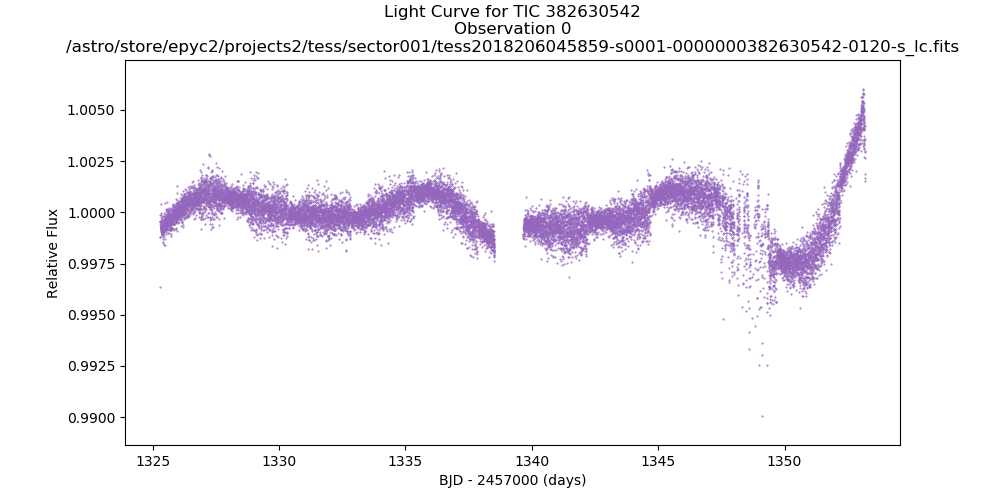 Light Curve for TIC 382630542
Observation 0
/astro/store/epyc2/projects2/tess/sector001/tess2018206045859-s0001-0000000382630542-0120-s_lc.fits
1.0050
1.0025
1.0000
0.9975
0.9950
0.9925
0.9900
Relative Flux
1325
1330
1335
1340
1345
1350
BJD - 2457000 (days)